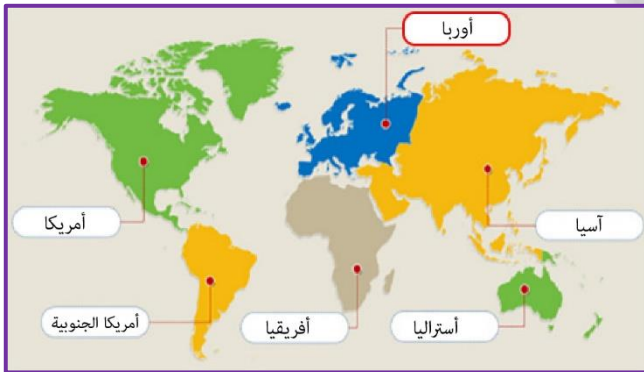 أوربا
آسيا
أمريكا
أمريكا الجنوبية
أفريقيا
أستراليا